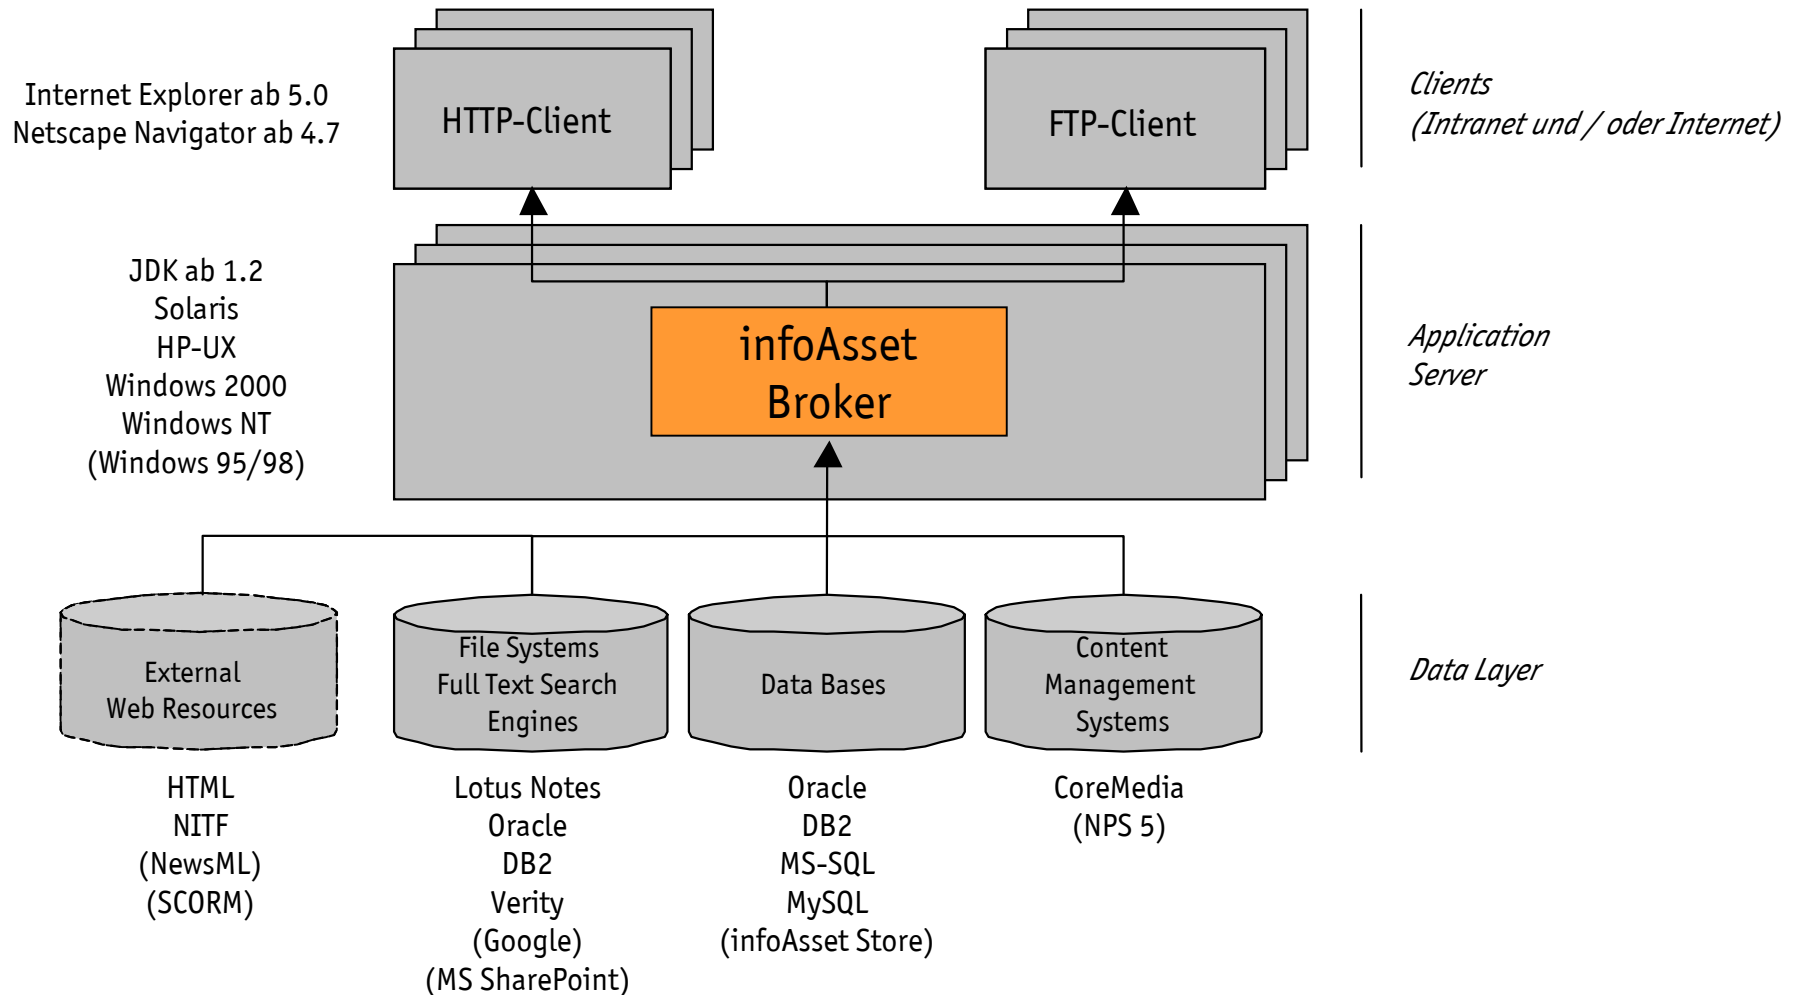 Internet Explorer ab 5.0
Netscape Navigator ab 4.7
HTTP-Client
FTP-Client
Clients
(Intranet und / oder Internet)
JDK ab 1.2
Solaris
HP-UX
Windows 2000
Windows NT
(Windows 95/98)
infoAsset
Broker
Application
Server
External
Web Resources
File Systems
Full Text Search
Engines
Data Bases
Content
Management
Systems
Data Layer
HTML
NITF
(NewsML)
(SCORM)
Lotus Notes
Oracle
DB2
Verity
(Google)
(MS SharePoint)
Oracle
DB2
MS-SQL
MySQL
(infoAsset Store)
CoreMedia
(NPS 5)